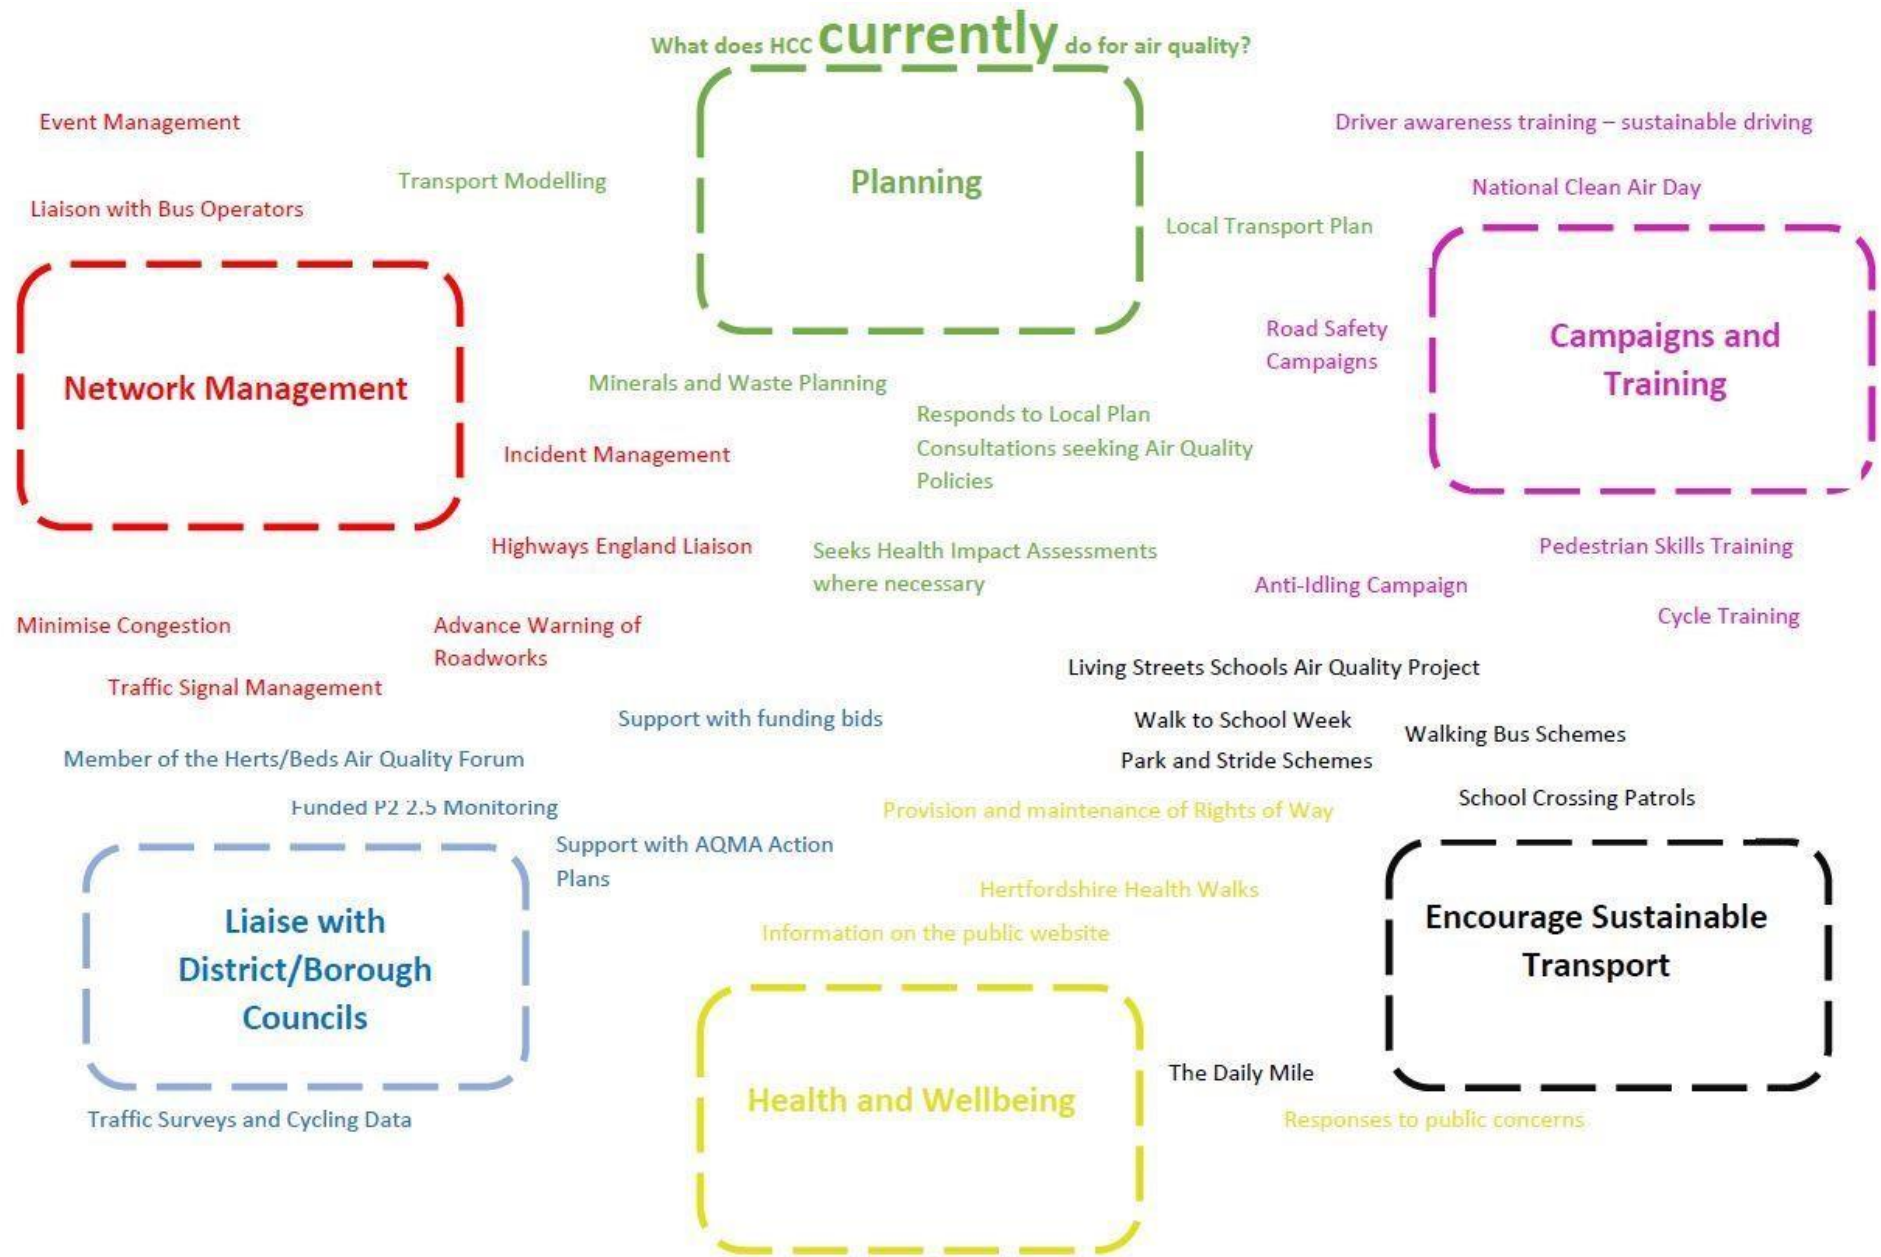 What does HCC currently do for air quality?
Event Management
Driver awareness training – sustainable driving
Transport Modelling
Planning
National Clean Air Day
Liaison with Bus Operators
Local Transport Plan
Network Management
Road Safety
Campaigns
Campaigns and
Training
Minerals and Waste Planning
Responds to Local Plan
Consultations seeking Air Quality
Policies
Incident Management
Highways England Liaison
Seeks Health Impact Assessments
where necessary
Pedestrian Skills Training
Anti-Idling Campaign
Cycle Training
Minimise Congestion
Advance Warning of
Roadworks
Traffic Signal Management
Living Streets Schools Air Quality Project
Support with funding bids
Walk to School Week
Walking Bus Schemes
Member of the Herts/Beds Air Quality Forum
Park and Stride Schemes
Funded P2 2.5 Monitoring
Provision and maintenance of Rights of Way
School Crossing Patrols
Support with AQMA Action
Plans
Hertfordshire Health Walks
Information on the public website
Liaise with
District/Borough
Councils
Encourage Sustainable
Transport
Health and Wellbeing
The Daily Mile
Traffic Surveys and Cycling Data
Responses to public concerns